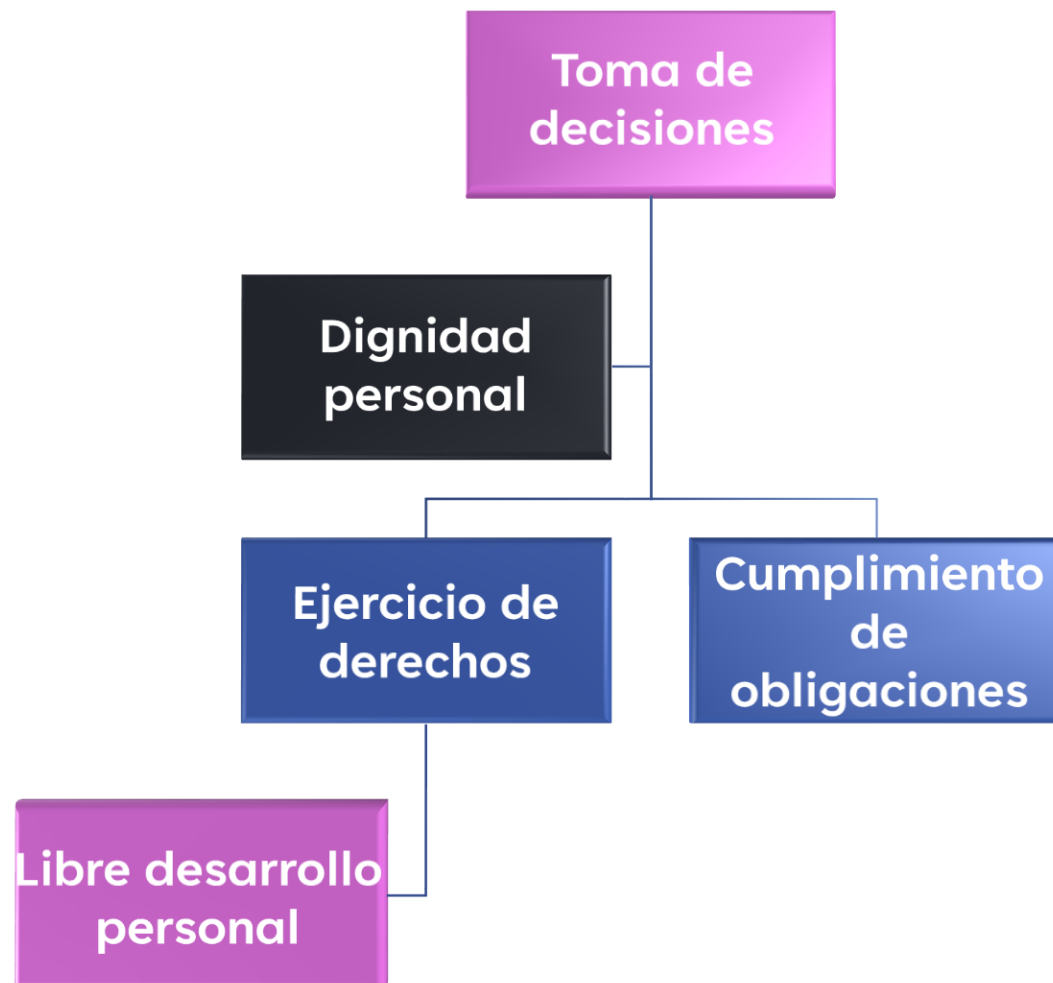 Toma de
decisiones
Dignidad
personal
Ejercicio de
derechos
Cumplimiento
de
obligaciones
Libre desarrollo
personal